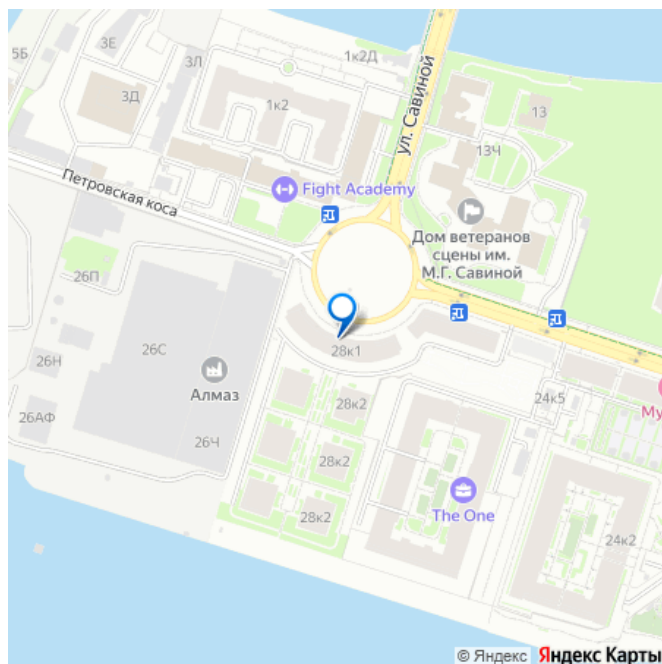 5Б
3Е
3Л
1к2Д
3Д
1к2
ул. Савиной
13
13Ч
Петровская коса
Fight Academy
Дом ветеранов
сцены им.
М.Г. Савиной
26П
26С
28к1
26Н
Алмаз
28к2
24к5
My
26АФ
26Ч
28к2
The One
28к2
24к2
© Яндекс Яндекс Карты